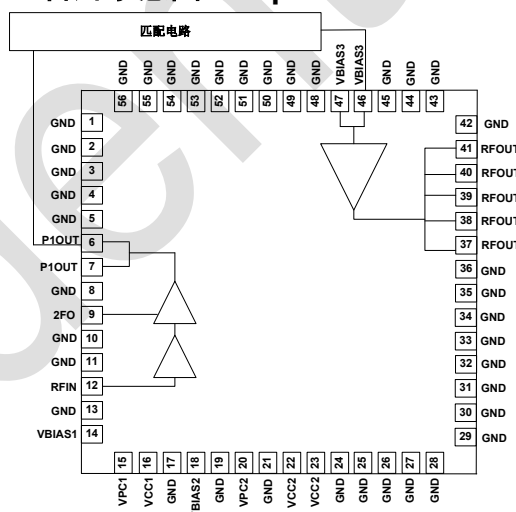 匹配电路
GND
GND
GND
GND
GND
GND
GND
GND
GND
VBIAS3
VBIAS3
GND
GND
GND
56
55
54
53
52
51
50
49
48
47
46
45
44
43
GND 1
GND 2
GND 3
GND 4
GND 5
P1OUT 6
P1OUT 7
GND 8
2FO 9
GND 10
GND 11
RFIN 12
GND 13
VBIAS1 14
42 GND
41 RFOUT
40 RFOUT
39 RFOUT
38 RFOUT
37 RFOUT
36 GND
35 GND
34 GND
33 GND
32 GND
31 GND
30 GND
29 GND
15
16
17
18
19
20
21
22
23
24
25
26
27
28
VPC1
VCC1
GND
BIAS2
GND
VPC2
GND
VCC2
VCC2
GND
GND
GND
GND
GND